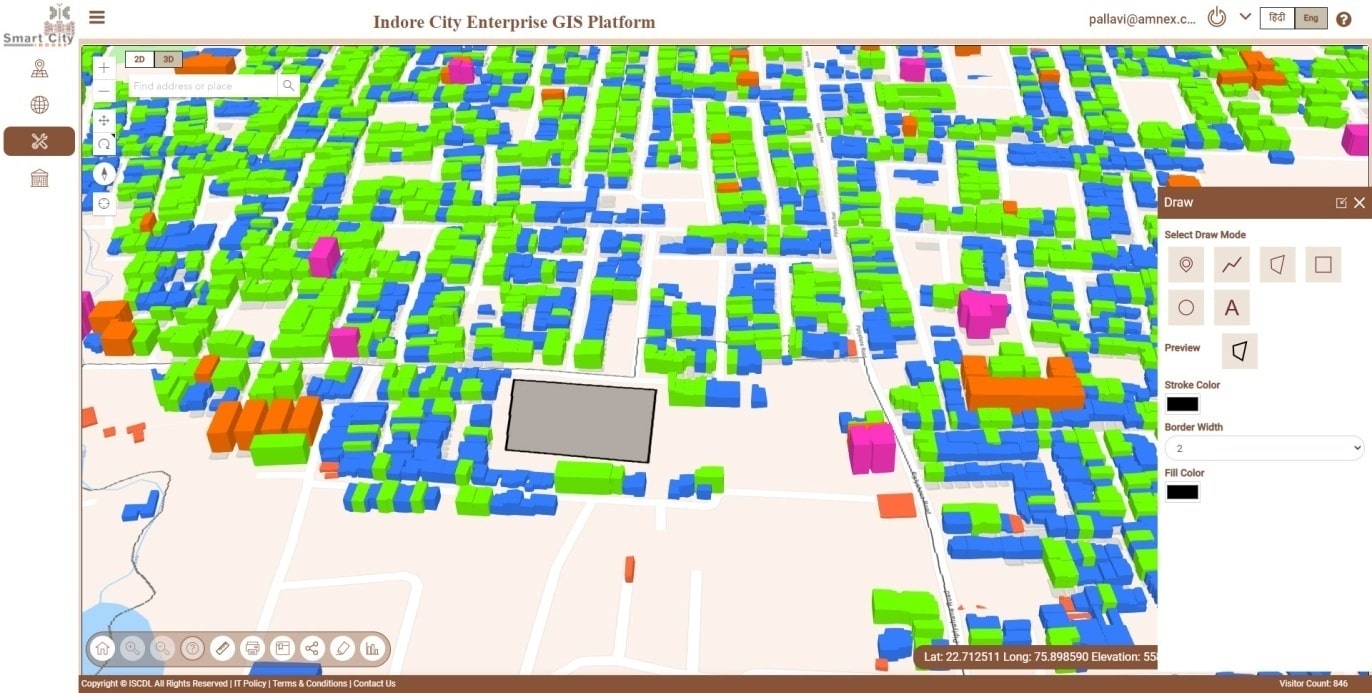 Smart City
INDORE
Indore City Enterprise GIS Platform
pallavi@amnex.c...
हिंदी
Eng
?
2D
3D
Find address or place
Draw
Select Draw Mode
A
Preview
Stroke Color
Border Width
2
Fill Color
Lat: 22.712511 Long: 75.898590 Elevation: 558
Copyright © ISCDL All Rights Reserved | IT Policy | Terms & Conditions | Contact Us
Visitor Count: 846